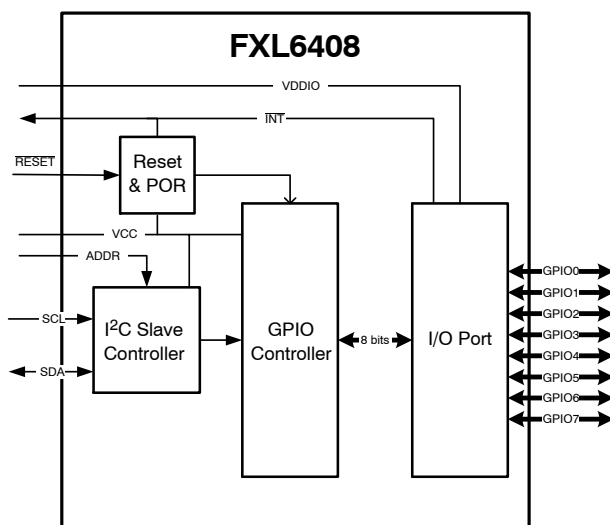 FXL6408
VDDIO
INT
RESET
Reset
& POR
VCC
ADDR
SCL
I²C Slave
Controller
SDA
GPIO
Controller
8 bits
I/O Port
GPIO0
GPIO1
GPIO2
GPIO3
GPIO4
GPIO5
GPIO6
GPIO7